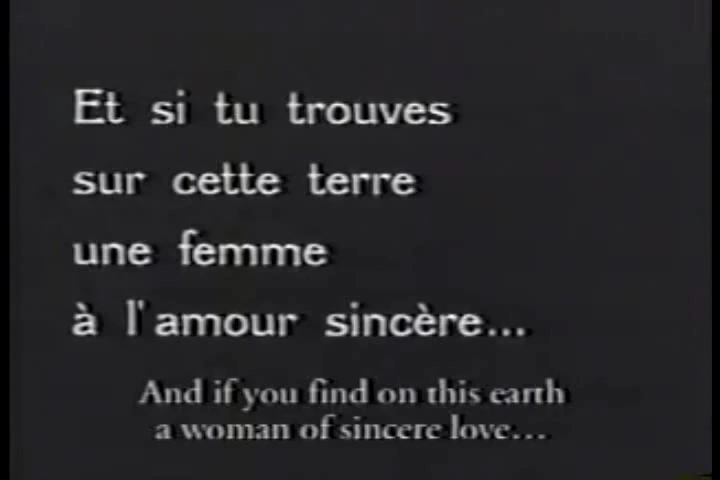 Et si tu trouves
sur cette terre
une femme
à l'amour sincère...
And if you find on this earth
a woman of sincere love...